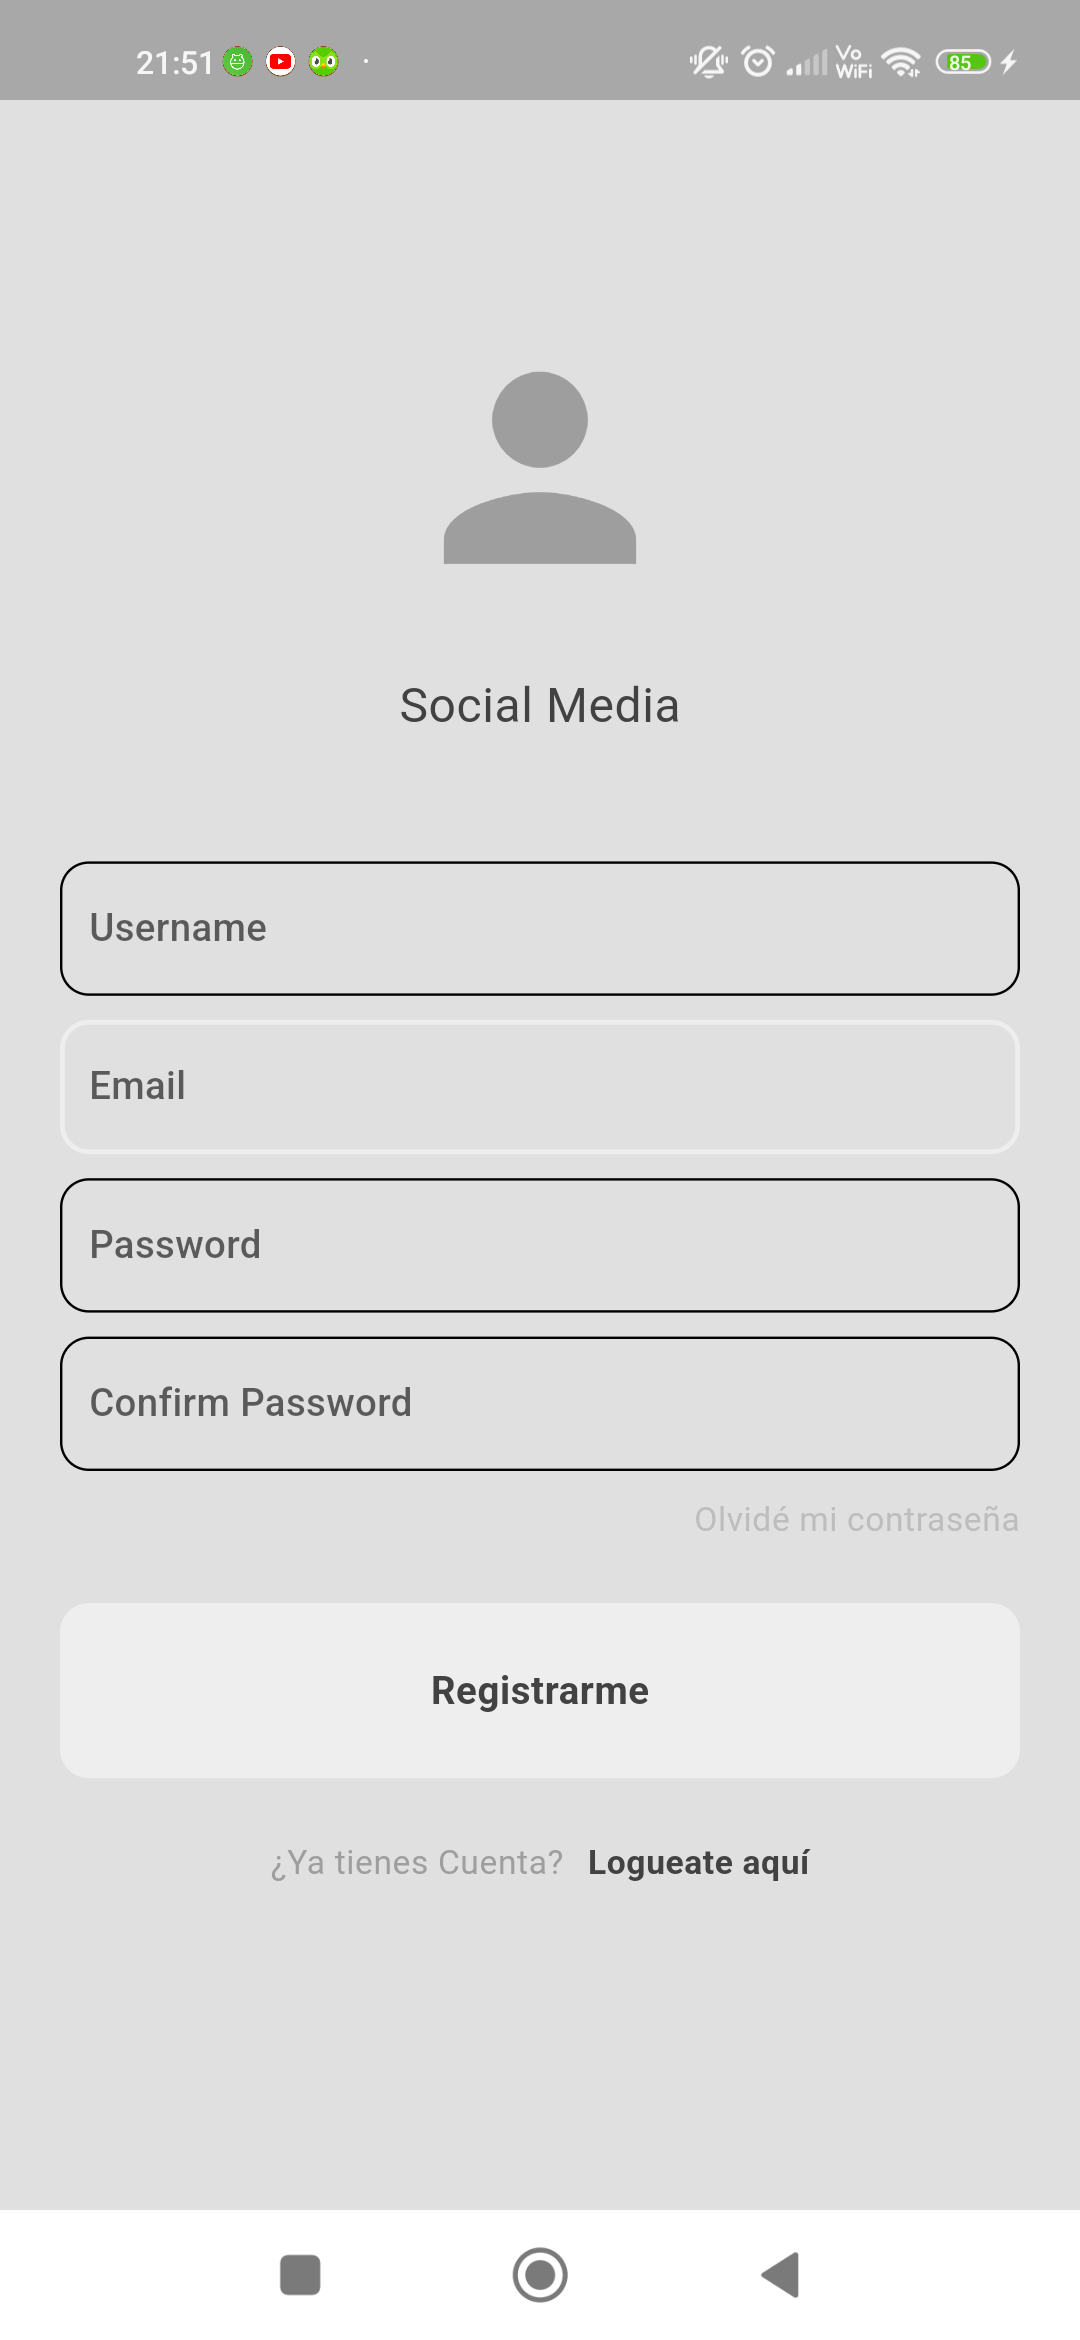 21:51
Vo
WiFi
85
Social Media
Username
Email
Password
Confirm Password
Olvidé mi contraseña
Registrarme
¿Ya tienes Cuenta? Logueate aquí